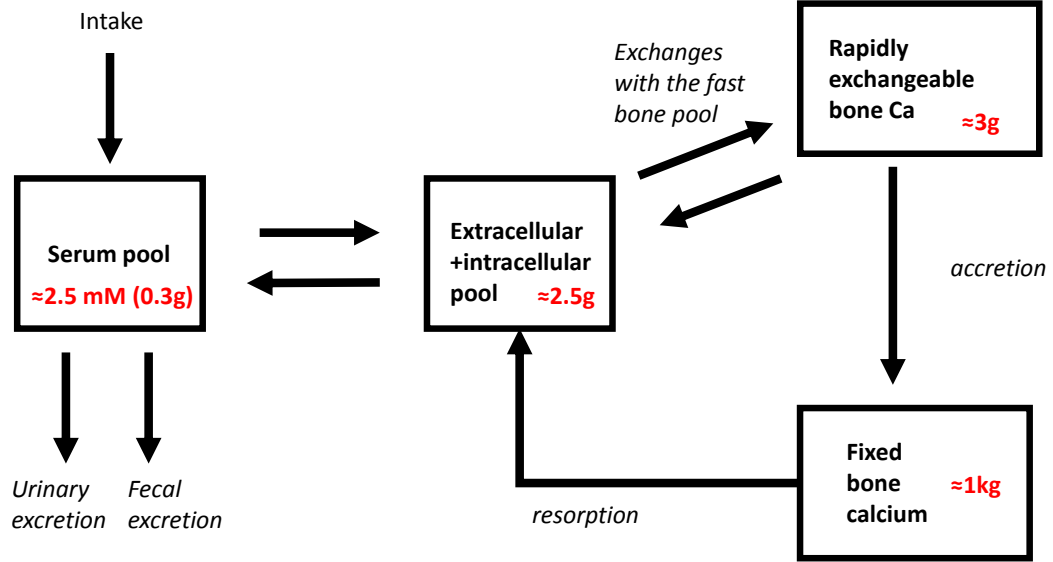 Intake
Serum pool
≈2.5 mM (0.3g)
Urinary
excretion
Fecal
excretion
Extracellular
+intracellular
pool ≈2.5g
Exchanges
with the fast
bone pool
Rapidly
exchangeable
bone Ca
≈3g
accretion
Fixed
bone
calcium
≈1kg
resorption